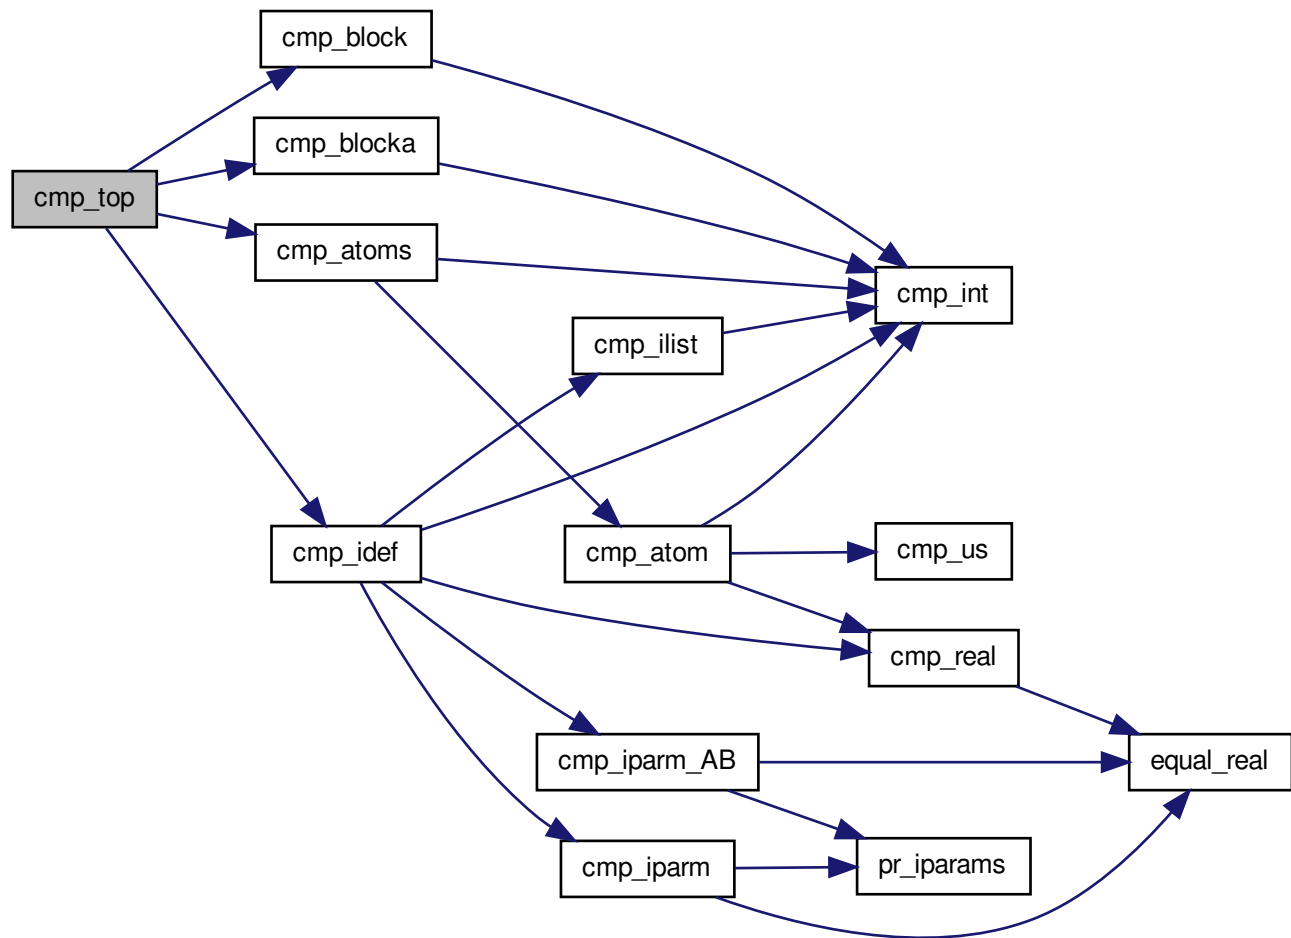 cmp_block
cmp_blocka
cmp_top
cmp_atoms
cmp_int
cmp_ilist
cmp_idef
cmp_atom
cmp_us
cmp_real
cmp_iparm_AB
equal_real
cmp_iparm
pr_iparams